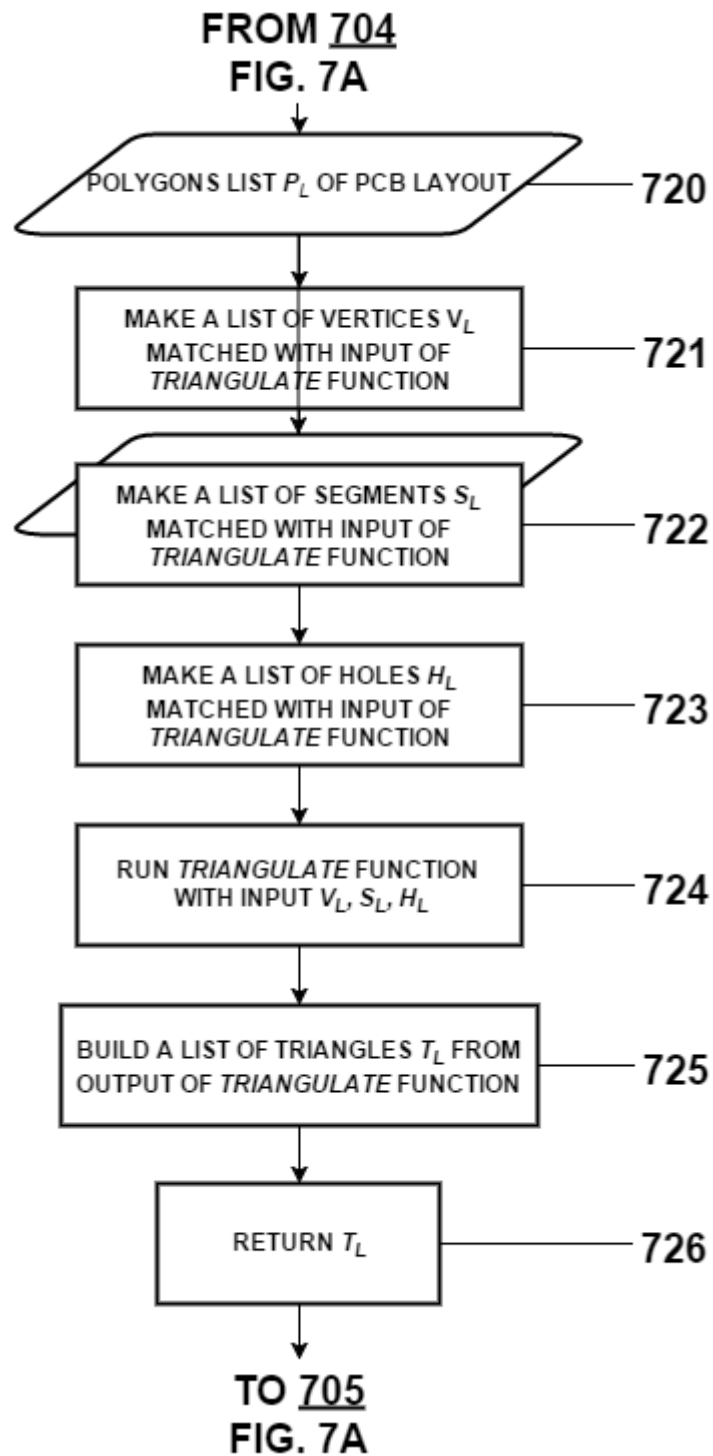 FROM 704
FIG. 7A
POLYGONS LIST PL OF PCB LAYOUT
720
MAKE A LIST OF VERTICES VL
MATCHED WITH INPUT OF
TRIANGULATE FUNCTION
721
MAKE A LIST OF SEGMENTS SL
MATCHED WITH INPUT OF
TRIANGULATE FUNCTION
722
MAKE A LIST OF HOLES HL
MATCHED WITH INPUT OF
TRIANGULATE FUNCTION
723
RUN TRIANGULATE FUNCTION
WITH INPUT VL, SL, HL
724
BUILD A LIST OF TRIANGLES TL FROM
OUTPUT OF TRIANGULATE FUNCTION
725
RETURN TL
726
TO 705
FIG. 7A